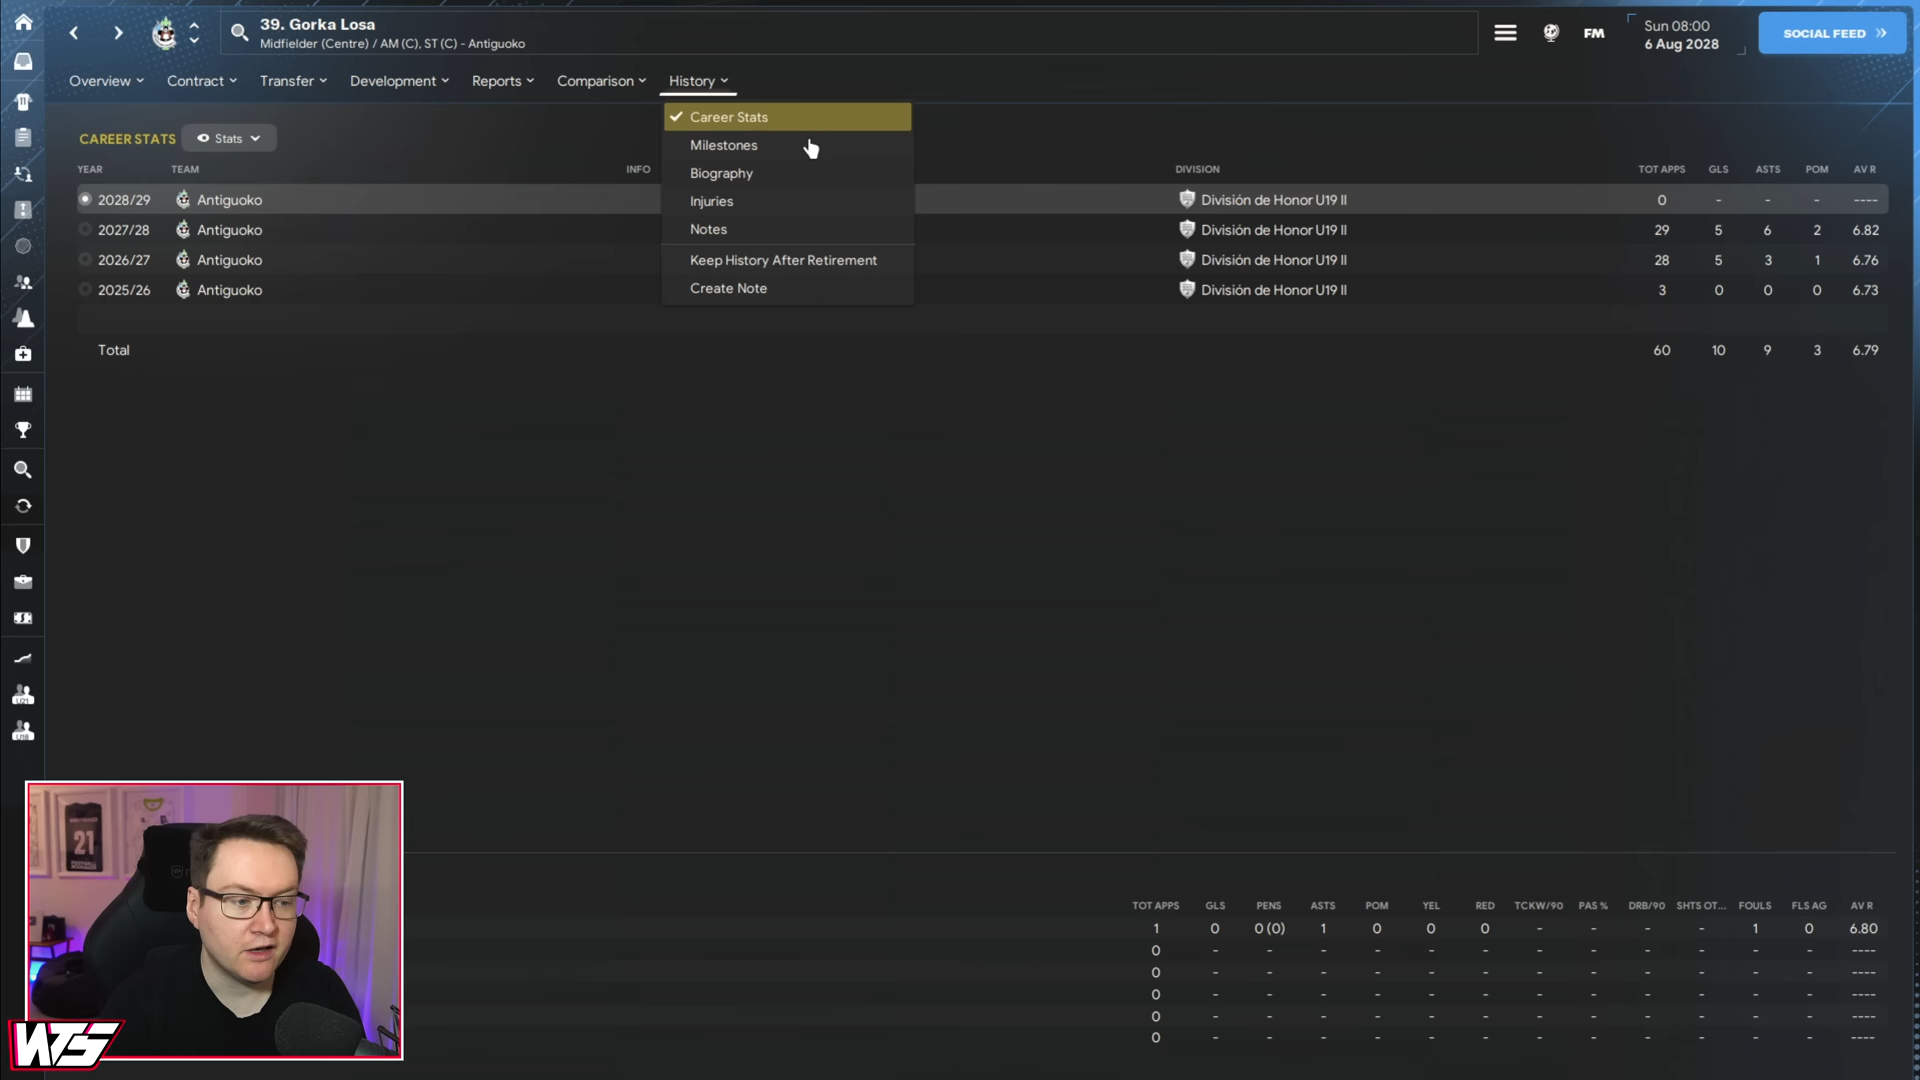 39. Gorka Losa
Midfielder (Centre) / AM (C), ST (C) - Antiguoko
FM
Sun 08:00
6 Aug 2028
SOCIAL FEED
Overview Contract Transfer Development Reports Comparison History
CAREER STATS Stats
Career Stats
Milestones
Biography
Injuries
Notes
Keep History After Retirement
Create Note
YEAR TEAM INFO DIVISION TOT APPS GLS ASTS POM AV R
2028/29 Antiguoko División de Honor U19 II 0 - - - ----
2027/28 Antiguoko División de Honor U19 II 29 5 6 2 6.82
2026/27 Antiguoko División de Honor U19 II 28 5 3 1 6.76
2025/26 Antiguoko División de Honor U19 II 3 0 0 0 6.73
Total 60 10 9 3 6.79
U21
U18
TOT APPS GLS PENS ASTS POM YEL RED TCKW/90 PAS % DRB/90 SHTS OT... FOULS FLS AG AV R
1 0 0 (0) 1 0 0 0 - - - - 1 0 6.80
0 - - - - - - - - - - - - ----
0 - - - - - - - - - - - - ----
0 - - - - - - - - - - - - ----
0 - - - - - - - - - - - - ----
0 - - - - - - - - - - - - ----
21
WTS